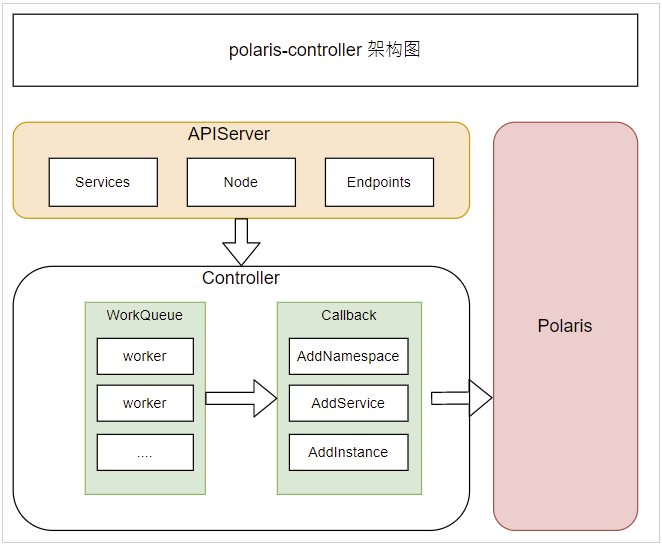 polaris-controller 架构图
APIServer
Services
Node
Endpoints
Controller
WorkQueue
worker
worker
....
Callback
AddNamespace
AddService
AddInstance
Polaris